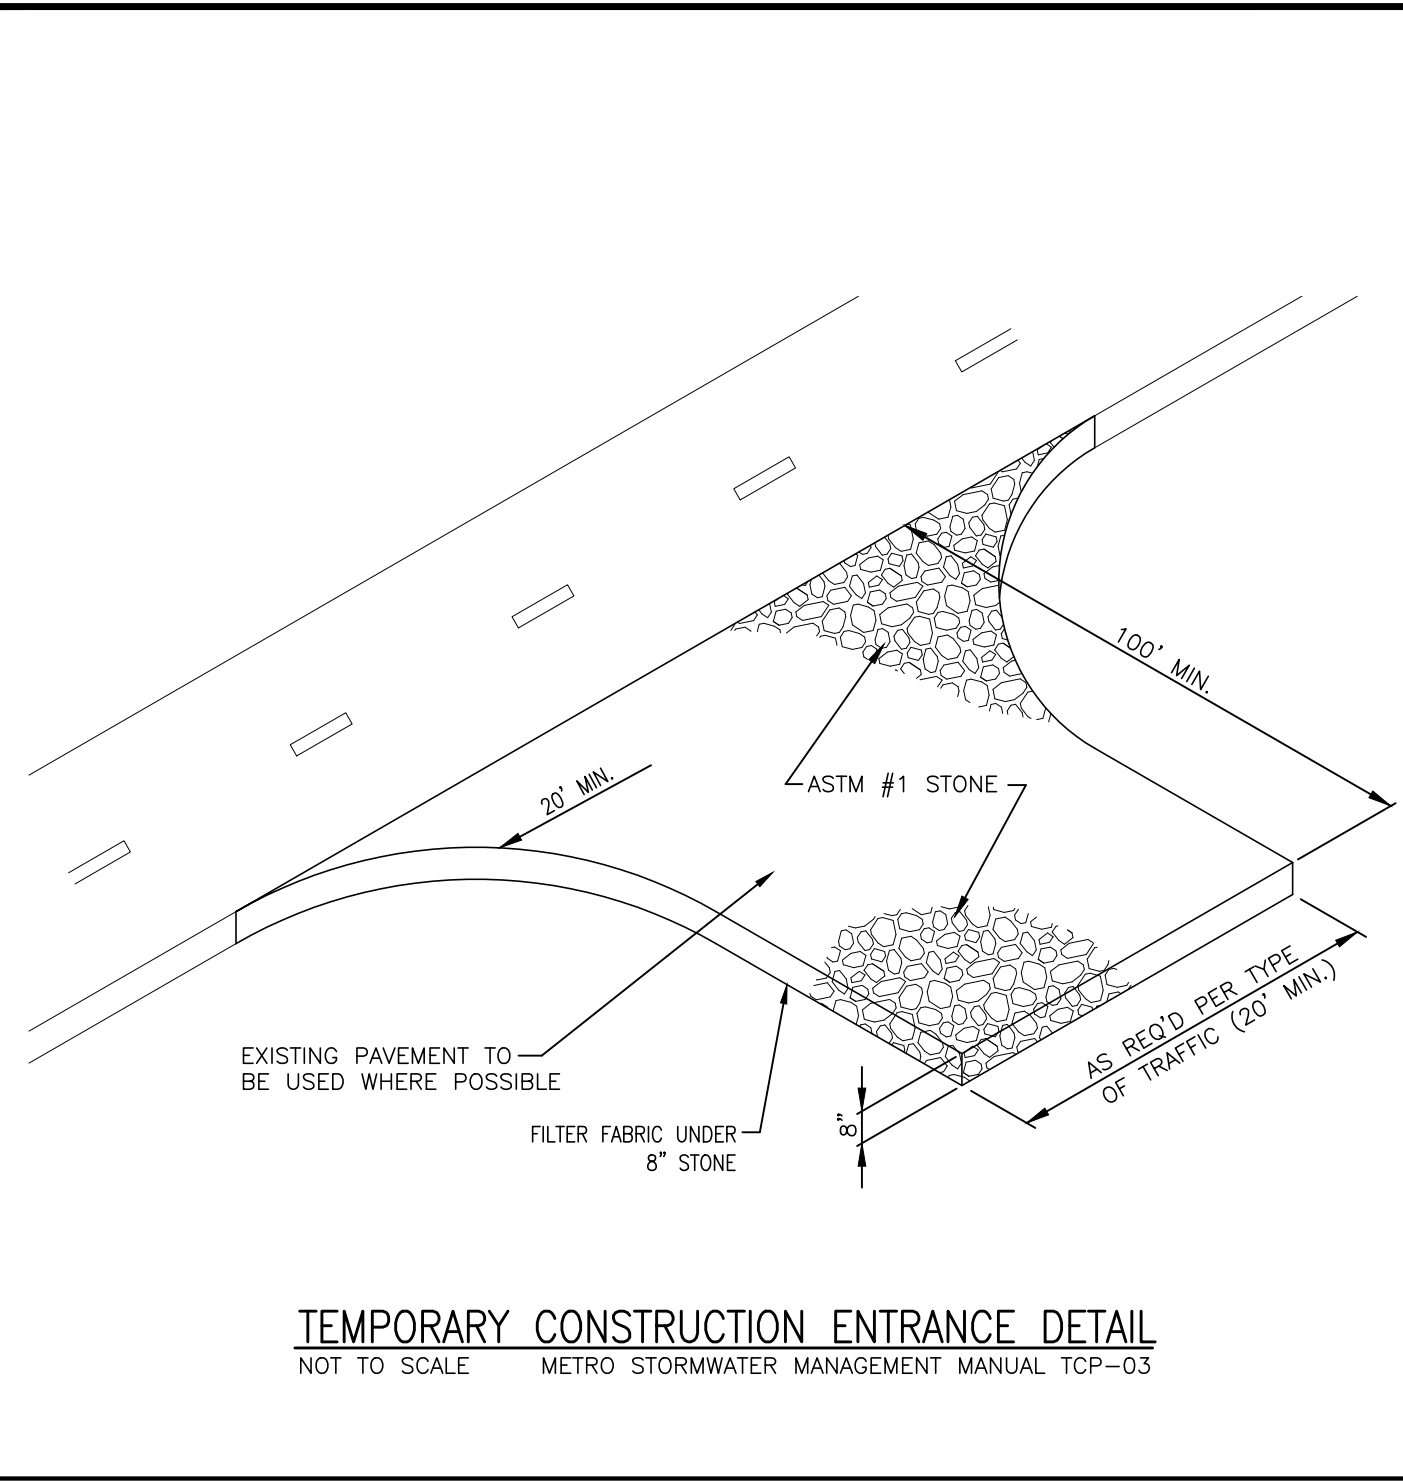 100' MIN.
ASTM #1 STONE
20' MIN.
AS REQ'D PER TYPE
OF TRAFFIC (20' MIN.)
EXISTING PAVEMENT TO
BE USED WHERE POSSIBLE
8"
FILTER FABRIC UNDER
8" STONE
TEMPORARY CONSTRUCTION ENTRANCE DETAIL
NOT TO SCALE METRO STORMWATER MANAGEMENT MANUAL TCP-03